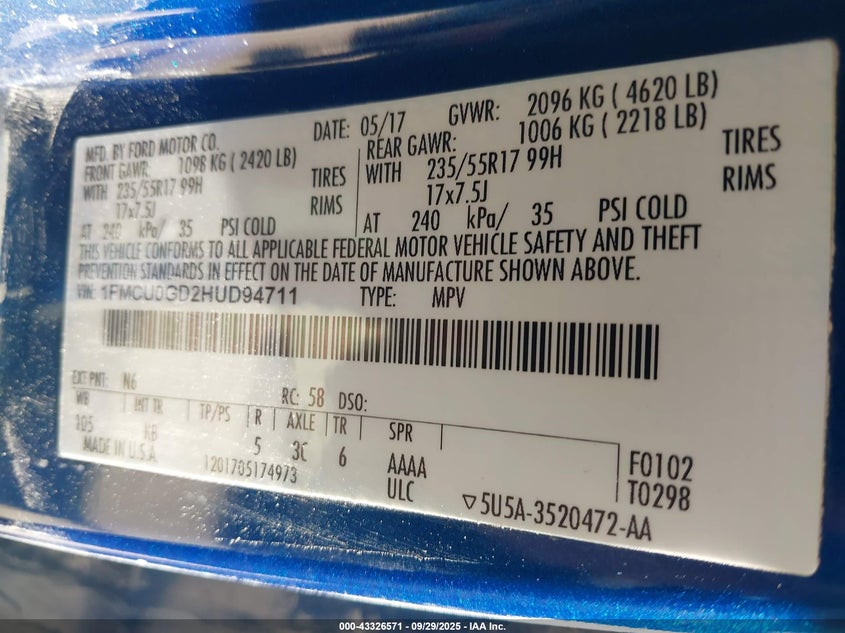 MFD. BY FORD MOTOR CO. DATE: 05/17 GVWR: 2096 KG ( 4620 LB)
FRONT GAWR: 1098 KG ( 2420 LB) REAR GAWR: 1006 KG ( 2218 LB)
WITH 235/55R17 99H TIRES WITH 235/55R17 99H TIRES
17x7.5J RIMS 17x7.5J RIMS
AT 240 kPa/ 35 PSI COLD AT 240 kPa/ 35 PSI COLD
THIS VEHICLE CONFORMS TO ALL APPLICABLE FEDERAL MOTOR VEHICLE SAFETY AND THEFT
PREVENTION STANDARDS IN EFFECT ON THE DATE OF MANUFACTURE SHOWN ABOVE.
VIN: 1FMCU0GD2HUD94711 TYPE: MPV
EXT PNT: N6 RC: 58 DSO:
WB INT TR TP/PS R AXLE TR SPR
105 KB 5 3C 6 AAAA F0102
MADE IN U.S.A. 1201705174973 ULC T0298
▽5U5A-3520472-AA
000-43326571 - 09/29/2025 - IAA Inc.